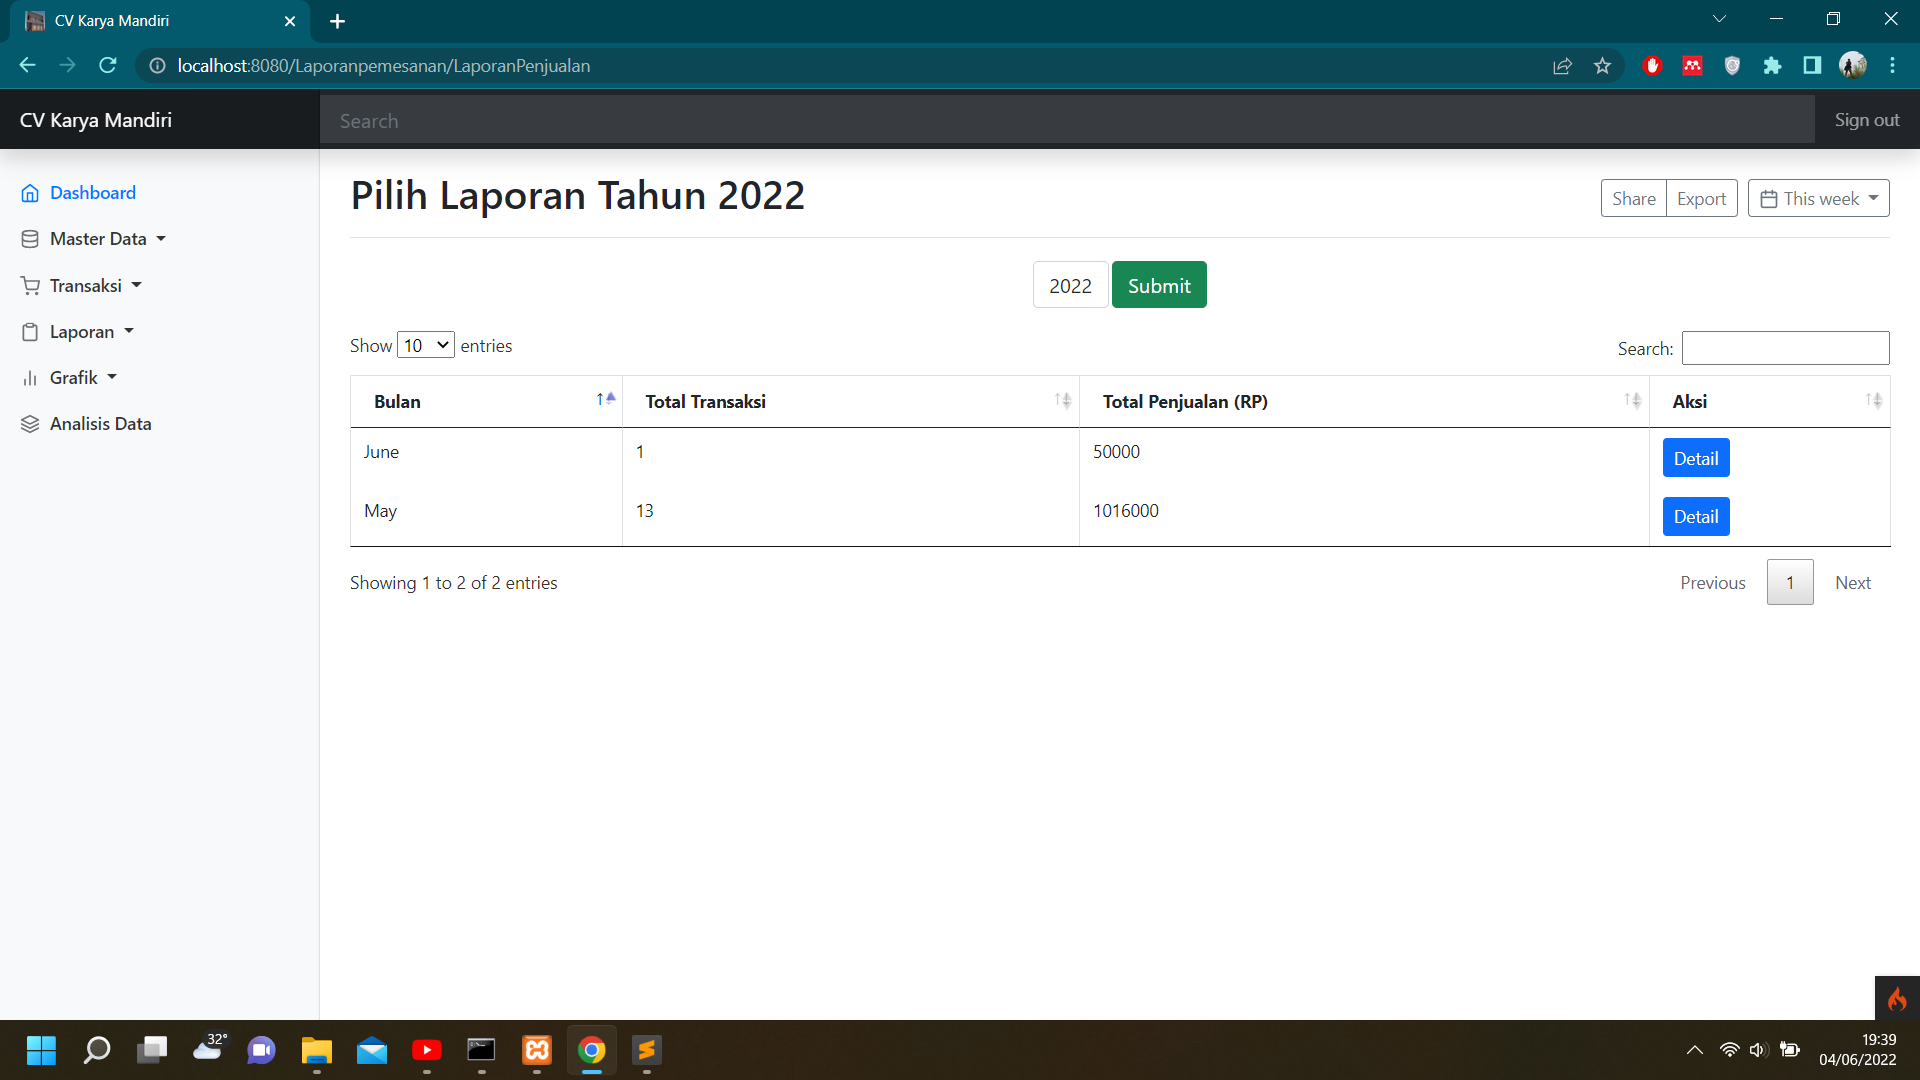 CV Karya Mandiri
localhost:8080/Laporanpemesanan/LaporanPenjualan
CV Karya Mandiri
Search
Sign out
Dashboard
Master Data
Transaksi
Laporan
Grafik
Analisis Data
Pilih Laporan Tahun 2022
Share
Export
This week
2022
Submit
Show 10 entries
Search:
Bulan Total Transaksi Total Penjualan (RP) Aksi
June 1 50000 Detail
May 13 1016000 Detail
Showing 1 to 2 of 2 entries
Previous 1 Next
32°
19:39
04/06/2022